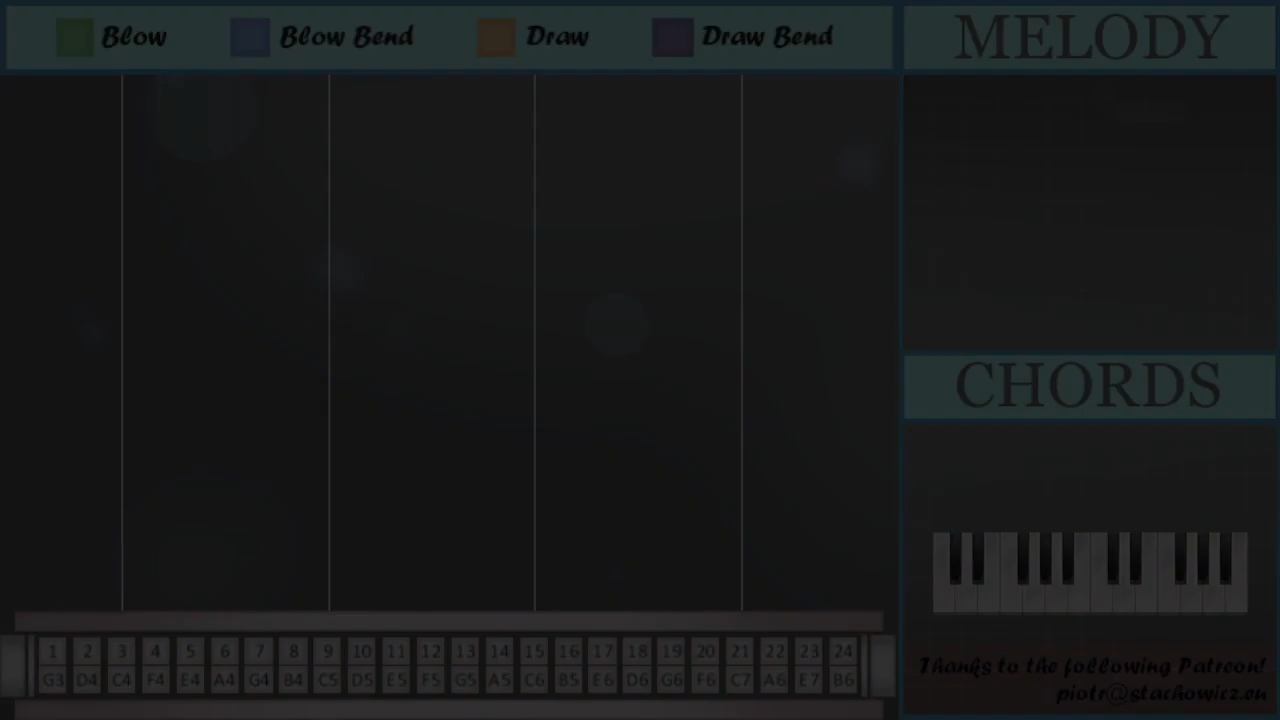 Blow Blow Bend Draw Draw Bend
MELODY
CHORDS
1 2 3 4 5 6 7 8 9 10 11 12 13 14 15 16 17 18 19 20 21 22 23 24
G3 D4 C4 F4 E4 A4 G4 B4 C5 D5 E5 F5 G5 A5 C6 B5 E6 D6 G6 F6 C7 A6 E7 B6
Thanks to the following Patreon!
piotr@stachowicz.eu